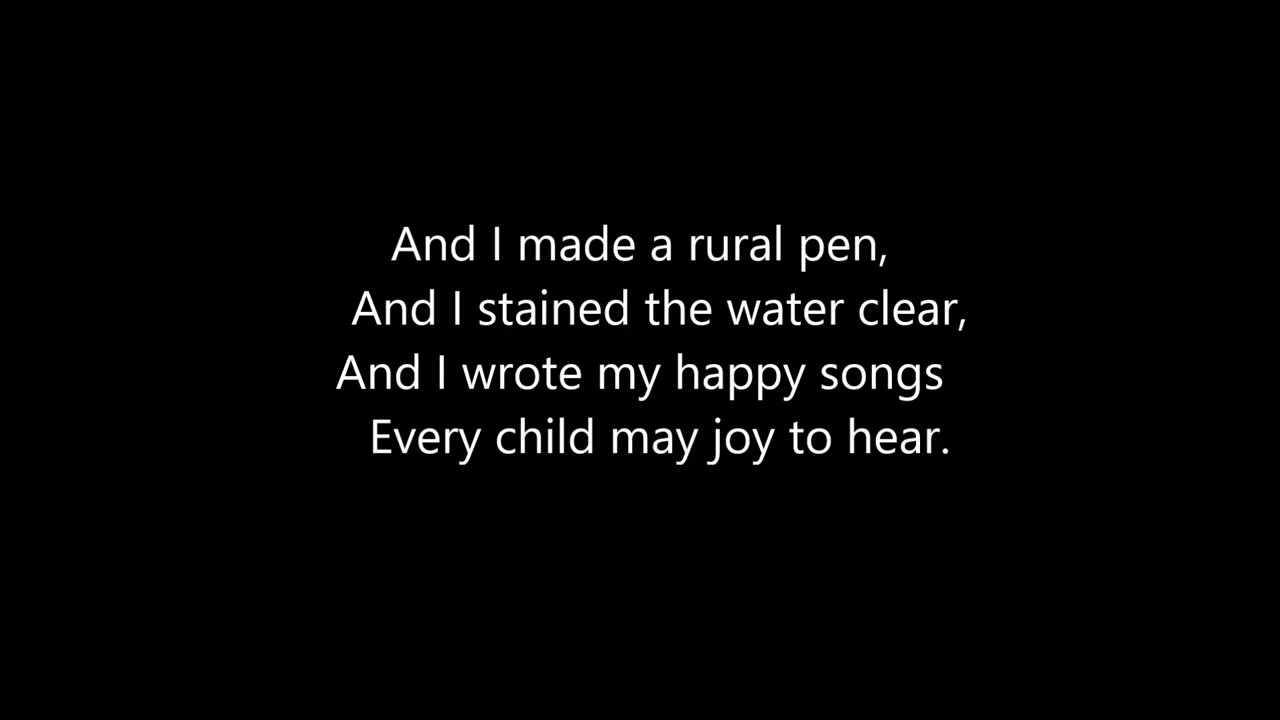 And I made a rural pen,
And I stained the water clear,
And I wrote my happy songs
Every child may joy to hear.